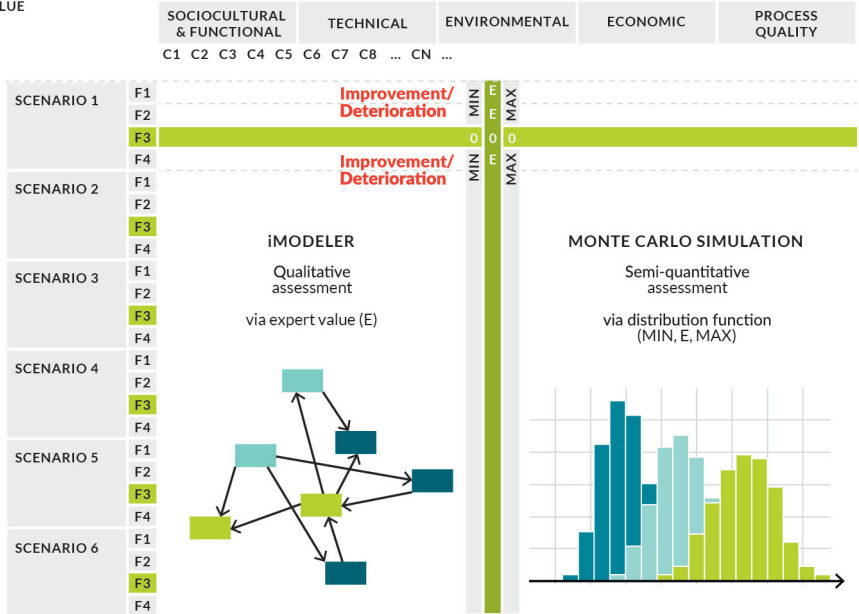 LUE
SOCIOCULTURAL
& FUNCTIONAL
TECHNICAL
ENVIRONMENTAL
ECONOMIC
PROCESS
QUALITY
C1 C2 C3 C4 C5 C6 C7 C8 ... CN ...
SCENARIO 1
F1
F2
F3
F4
Improvement/
Deterioration
MIN
E
E
MAX
0 0 0
Improvement/
Deterioration
MIN
E
MAX
SCENARIO 2
F1
F2
F3
F4
SCENARIO 3
F1
F2
F3
F4
SCENARIO 4
F1
F2
F3
F4
SCENARIO 5
F1
F2
F3
F4
SCENARIO 6
F1
F2
F3
F4
iMODELER
Qualitative
assessment
via expert value (E)
MONTE CARLO SIMULATION
Semi-quantitative
assessment
via distribution function
(MIN, E, MAX)